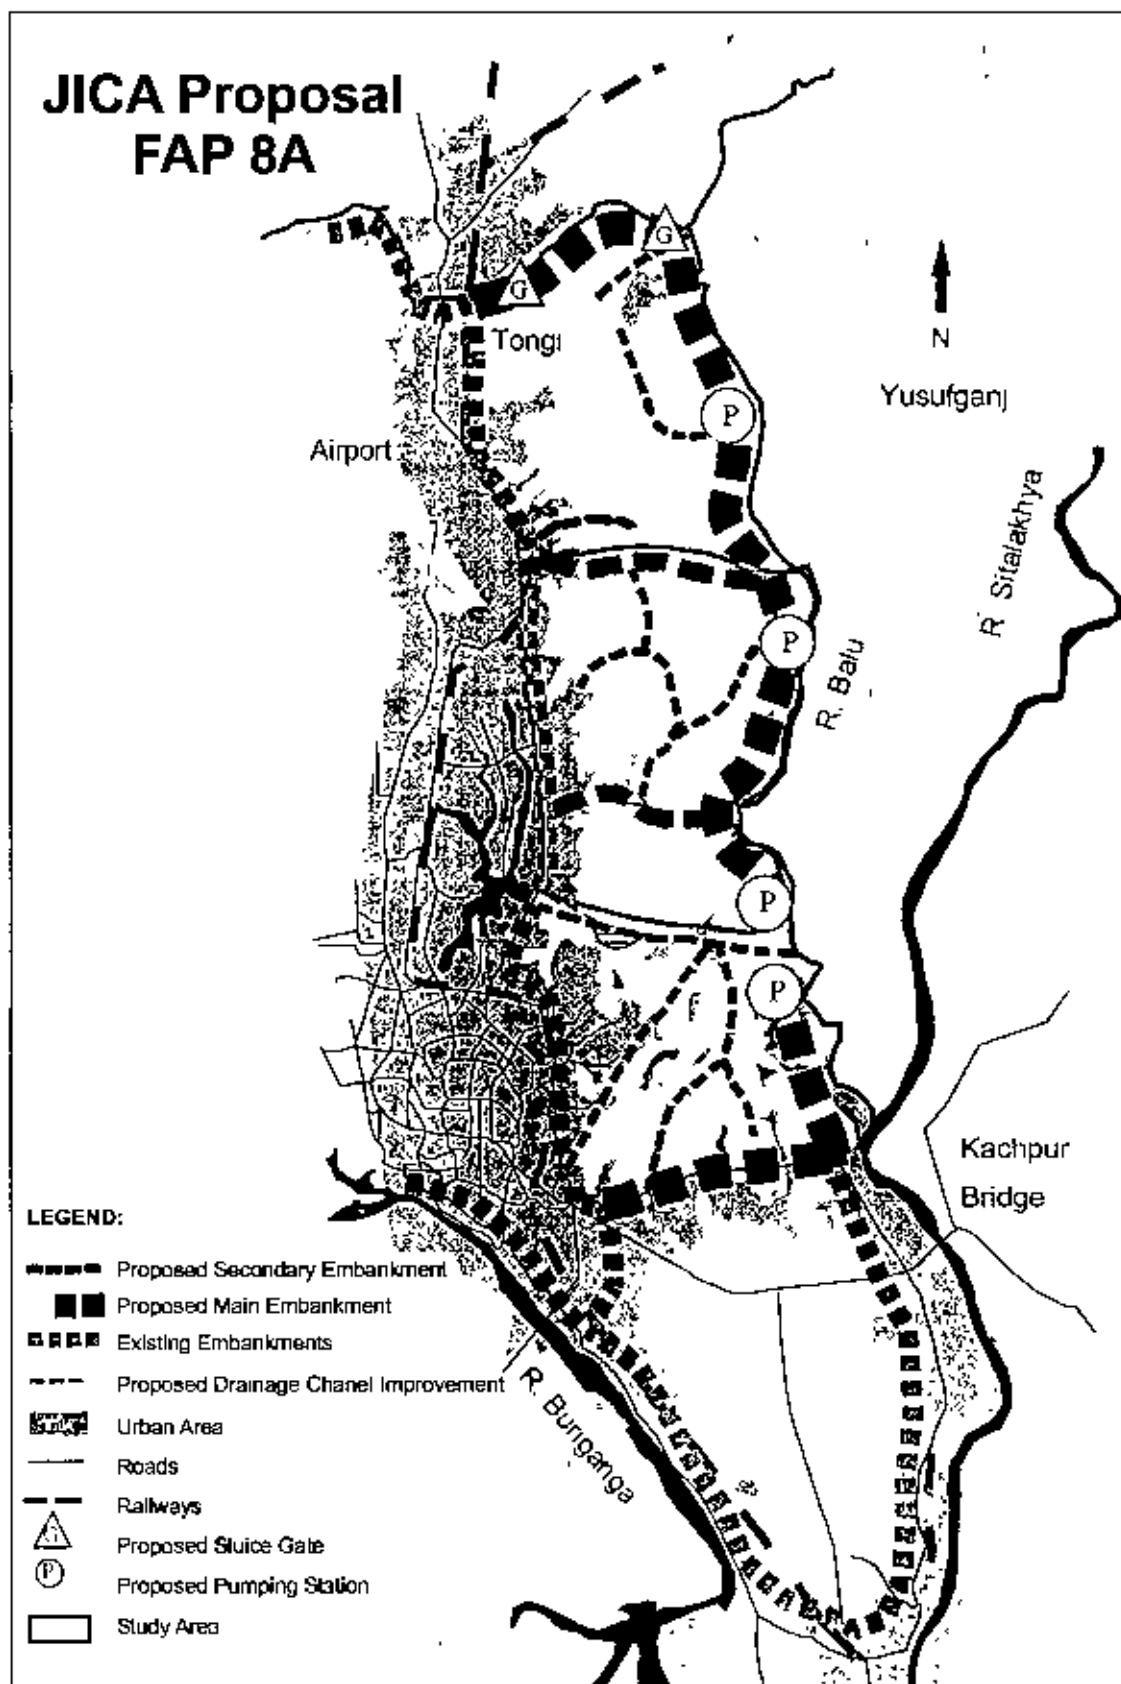 JICA Proposal
FAP 8A
G
G
Tongi
N
Yusufganj
P
Airport
R. Sitalakhya
P
R. Balu
P
P
Kachpur
Bridge
R. Buriganga
LEGEND:
Proposed Secondary Embankment
Proposed Main Embankment
Existing Embankments
Proposed Drainage Chanel Improvement
Urban Area
Roads
Railways
G
Proposed Sluice Gate
P
Proposed Pumping Station
Study Area